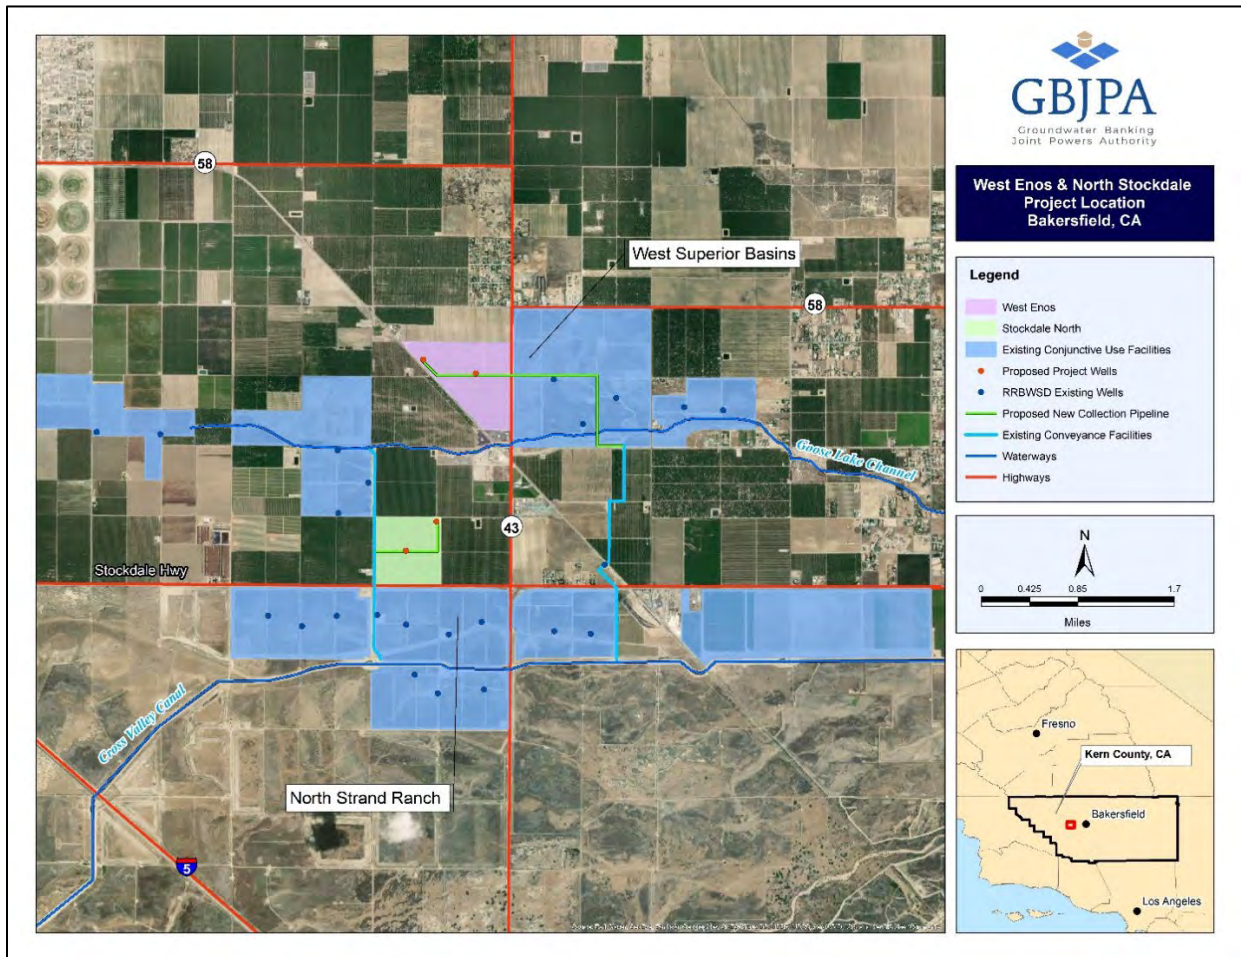 58
58
West Superior Basins
Goose Lake Channel
43
Stockdale Hwy
Cross Valley Canal
North Strand Ranch
5
GBJPA
Groundwater Banking
Joint Powers Authority
West Enos & North Stockdale
Project Location
Bakersfield, CA
Legend
West Enos
Stockdale North
Existing Conjunctive Use Facilities
Proposed Project Wells
RRBWSD Existing Wells
Proposed New Collection Pipeline
Existing Conveyance Facilities
Waterways
Highways
N
0 0.425 0.85 1.7
Miles
Fresno
Kern County, CA
Bakersfield
Los Angeles